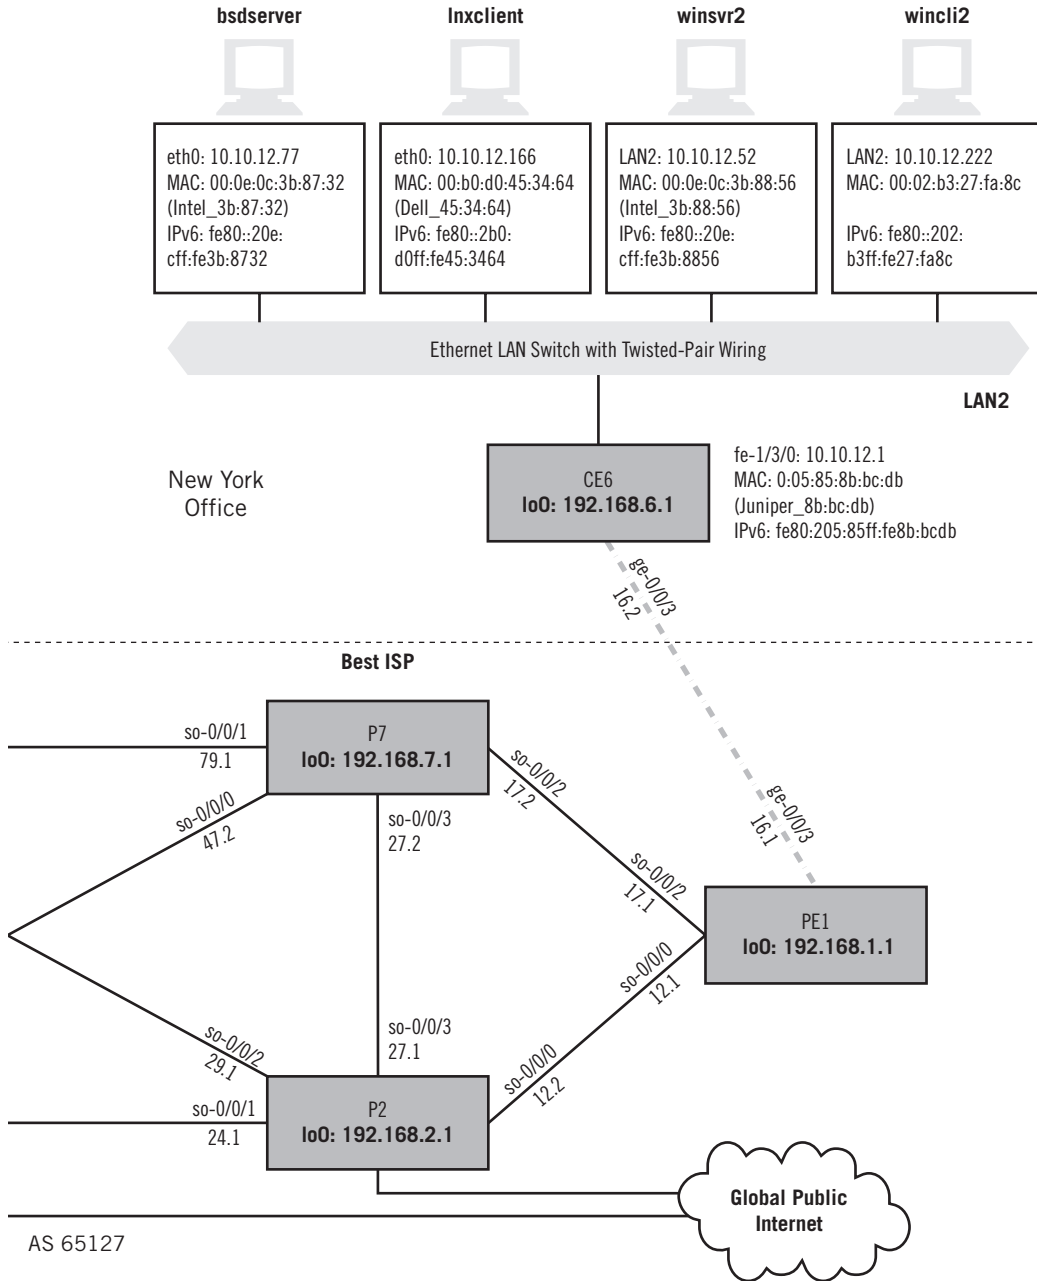 bsdserver
lnxclient
winsvr2
wincli2
eth0: 10.10.12.77
MAC: 00:0e:0c:3b:87:32
(Intel_3b:87:32)
IPv6: fe80::20e:
cff:fe3b:8732
eth0: 10.10.12.166
MAC: 00:b0:d0:45:34:64
(Dell_45:34:64)
IPv6: fe80::2b0:
d0ff:fe45:3464
LAN2: 10.10.12.52
MAC: 00:0e:0c:3b:88:56
(Intel_3b:88:56)
IPv6: fe80::20e:
cff:fe3b:8856
LAN2: 10.10.12.222
MAC: 00:02:b3:27:fa:8c
IPv6: fe80::202:
b3ff:fe27:fa8c
Ethernet LAN Switch with Twisted-Pair Wiring
LAN2
New York
Office
CE6
lo0: 192.168.6.1
fe-1/3/0: 10.10.12.1
MAC: 0:05:85:8b:bc:db
(Juniper_8b:bc:db)
IPv6: fe80:205:85ff:fe8b:bcdb
ge-0/0/3
16.2
Best ISP
so-0/0/1
79.1
P7
lo0: 192.168.7.1
so-0/0/2
17.2
so-0/0/0
47.2
so-0/0/3
27.2
ge-0/0/3
16.1
so-0/0/2
17.1
PE1
lo0: 192.168.1.1
so-0/0/0
12.1
so-0/0/2
29.1
so-0/0/3
27.1
so-0/0/0
12.2
so-0/0/1
24.1
P2
lo0: 192.168.2.1
Global Public
Internet
AS 65127